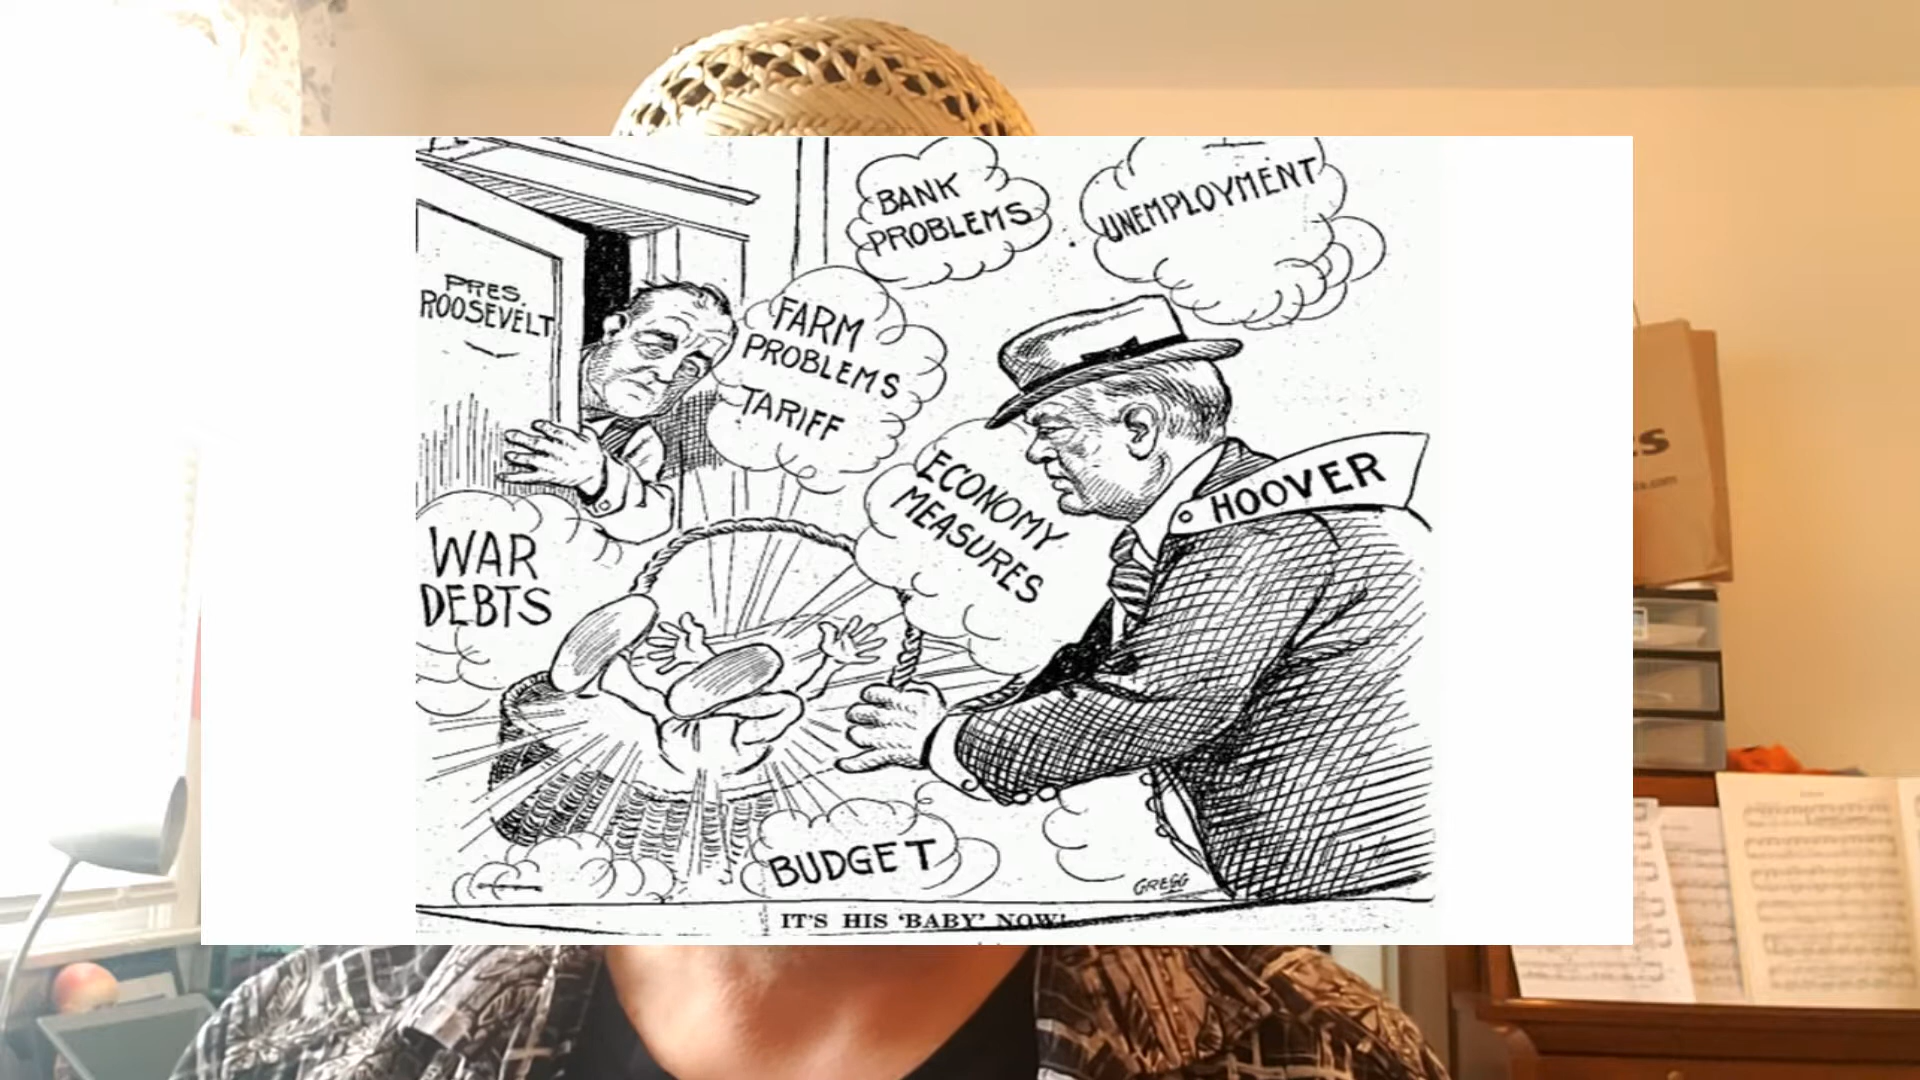 BANK
PROBLEMS
UNEMPLOYMENT
PRES.
ROOSEVELT
FARM
PROBLEMS
TARIFF
ECONOMY
MEASURES
HOOVER
WAR
DEBTS
BUDGET
GREGG
IT'S HIS 'BABY' NOW!